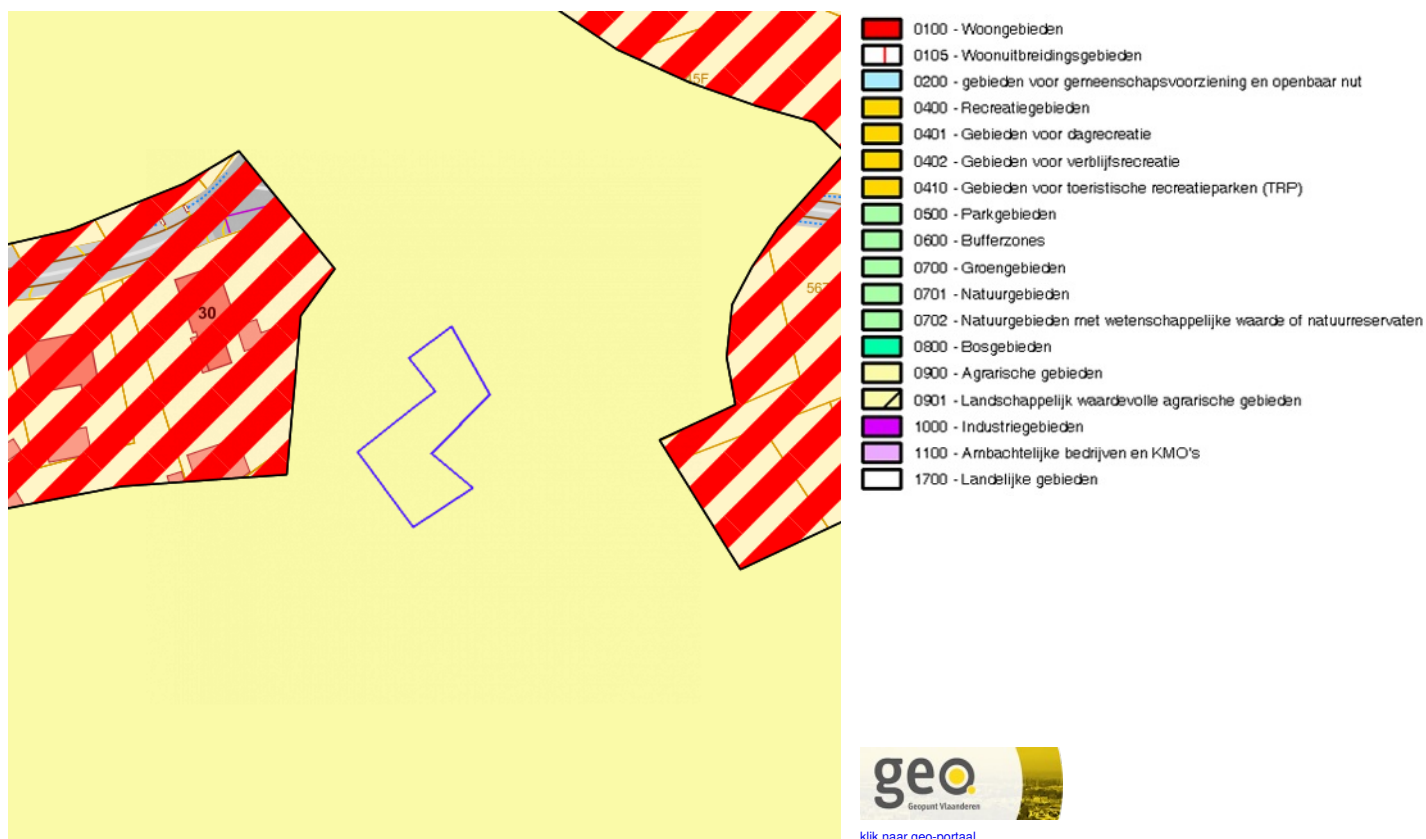 45F
30
567
0100 - Woongebieden
0105 - Woonuitbreidingsgebieden
0200 - gebieden voor gemeenschapsvoorziening en openbaar nut
0400 - Recreatiegebieden
0401 - Gebieden voor dagrecreatie
0402 - Gebieden voor verblijfsrecreatie
0410 - Gebieden voor toeristische recreatieparken (TRP)
0500 - Parkgebieden
0600 - Bufferzones
0700 - Groengebieden
0701 - Natuurgebieden
0702 - Natuurgebieden met wetenschappelijke waarde of natuurreservaten
0800 - Bosgebieden
0900 - Agrarische gebieden
0901 - Landschappelijk waardevolle agrarische gebieden
1000 - Industriegebieden
1100 - Ambachtelijke bedrijven en KMO's
1700 - Landelijke gebieden
geo
Geopunt Vlaanderen
klik naar geo-portaal